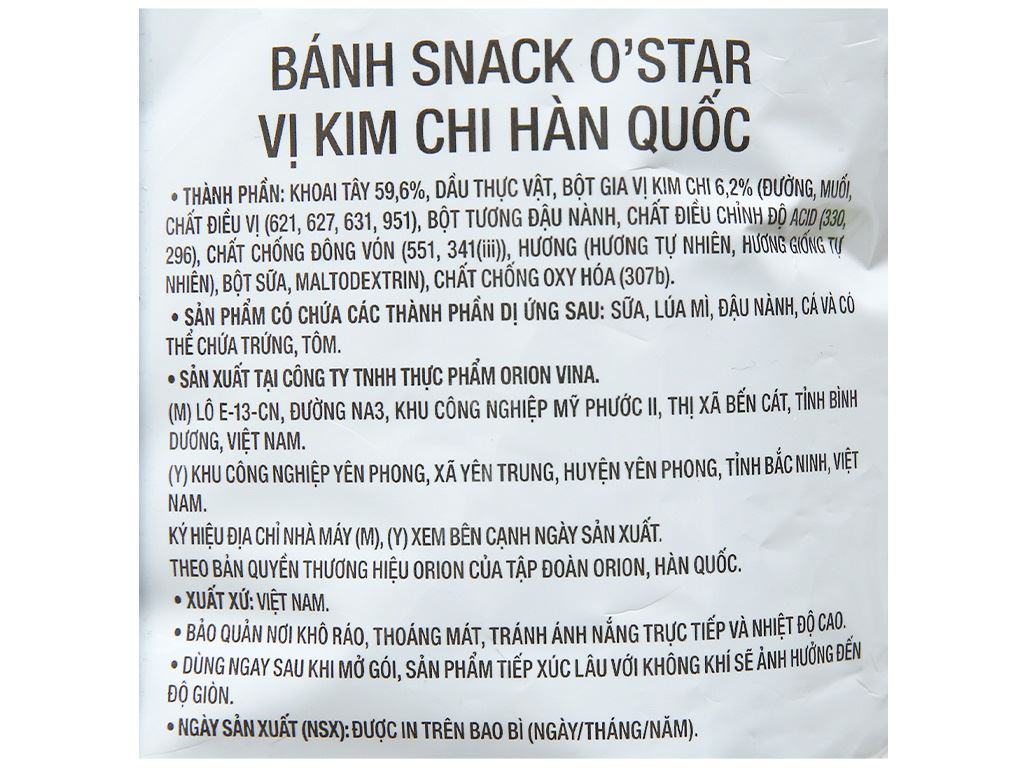 BÁNH SNACK O'STAR
VỊ KIM CHI HÀN QUỐC
• THÀNH PHẦN: KHOAI TÂY 59,6%, DẦU THỰC VẬT, BỘT GIA VỊ KIM CHI 6,2% (ĐƯỜNG, MUỐI,
CHẤT ĐIỀU VỊ (621, 627, 631, 951), BỘT TƯƠNG ĐẬU NÀNH, CHẤT ĐIỀU CHỈNH ĐỘ ACID (330,
296), CHẤT CHỐNG ĐÔNG VÓN (551, 341(iii)), HƯƠNG (HƯƠNG TỰ NHIÊN, HƯƠNG GIỐNG TỰ
NHIÊN), BỘT SỮA, MALTODEXTRIN), CHẤT CHỐNG OXY HÓA (307b).
• SẢN PHẨM CÓ CHỨA CÁC THÀNH PHẦN DỊ ỨNG SAU: SỮA, LÚA MÌ, ĐẬU NÀNH, CÁ VÀ CÓ
THỂ CHỨA TRỨNG, TÔM.
• SẢN XUẤT TẠI CÔNG TY TNHH THỰC PHẨM ORION VINA.
(M) LÔ E-13-CN, ĐƯỜNG NA3, KHU CÔNG NGHIỆP MỸ PHƯỚC II, THỊ XÃ BẾN CÁT, TỈNH BÌNH
DƯƠNG, VIỆT NAM.
(Y) KHU CÔNG NGHIỆP YÊN PHONG, XÃ YÊN TRUNG, HUYỆN YÊN PHONG, TỈNH BẮC NINH, VIỆT
NAM.
KÝ HIỆU ĐỊA CHỈ NHÀ MÁY (M), (Y) XEM BÊN CẠNH NGÀY SẢN XUẤT.
THEO BẢN QUYỀN THƯƠNG HIỆU ORION CỦA TẬP ĐOÀN ORION, HÀN QUỐC.
• XUẤT XỨ: VIỆT NAM.
• BẢO QUẢN NƠI KHÔ RÁO, THOÁNG MÁT, TRÁNH ÁNH NẮNG TRỰC TIẾP VÀ NHIỆT ĐỘ CAO.
• DÙNG NGAY SAU KHI MỞ GÓI, SẢN PHẨM TIẾP XÚC LÂU VỚI KHÔNG KHÍ SẼ ẢNH HƯỞNG ĐẾN
ĐỘ GIÒN.
• NGÀY SẢN XUẤT (NSX): ĐƯỢC IN TRÊN BAO BÌ (NGÀY/THÁNG/NĂM).